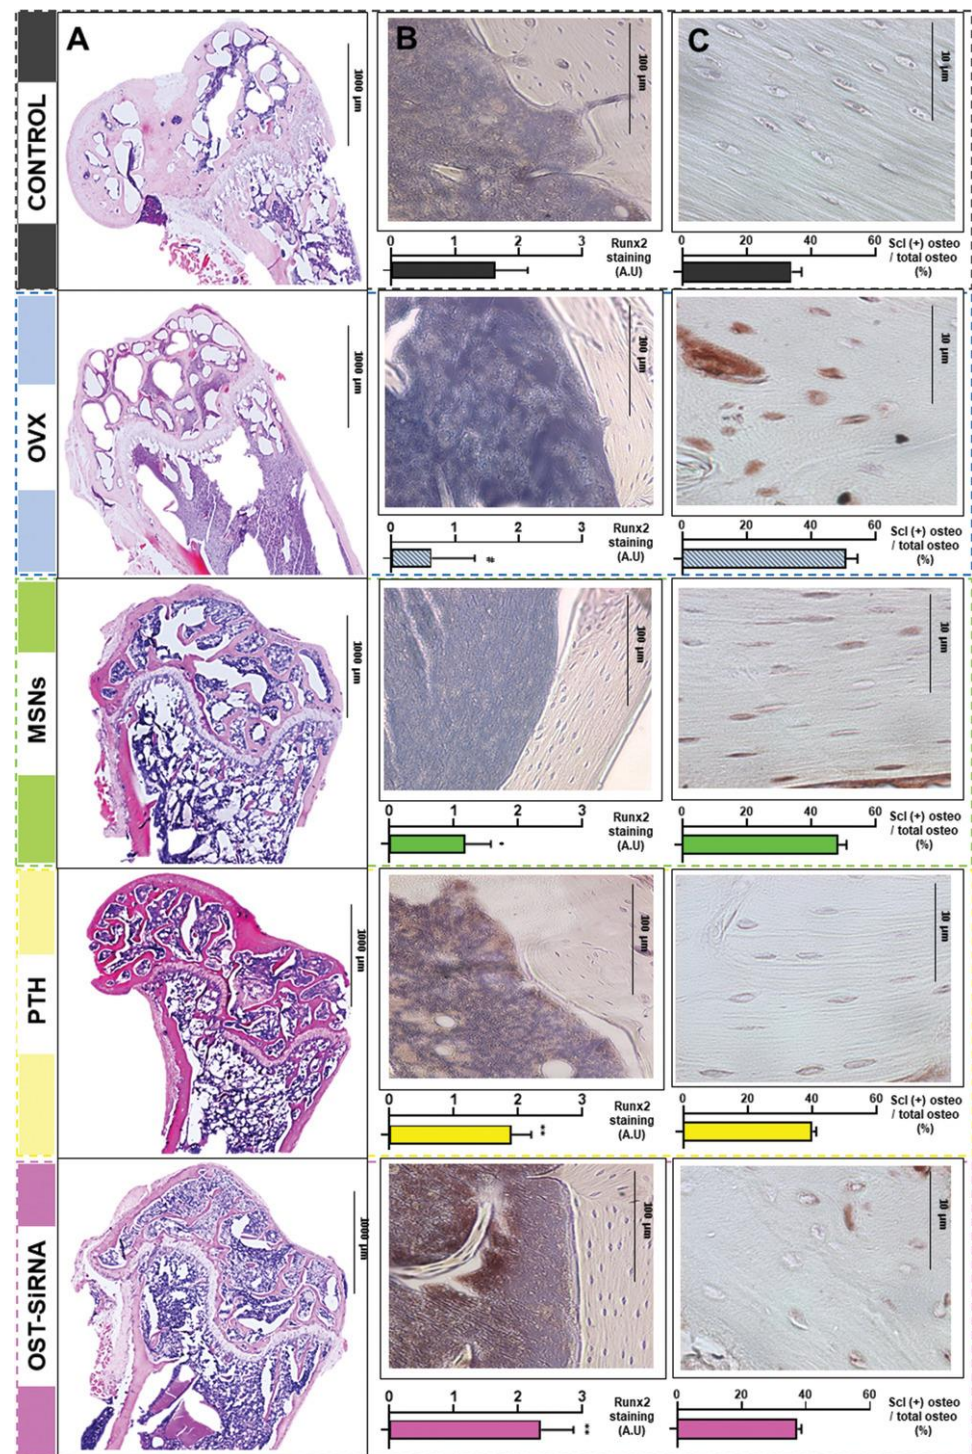 A
B
C
CONTROL
1000 µm
100 µm
10 µm
0 1 2 3
Runx2
staining
(A.U)
0 20 40 60
Scl (+) osteo
/ total osteo
(%)
OVX
1000 µm
100 µm
10 µm
0 1 2 3
Runx2
staining
(A.U)
#
0 20 40 60
Scl (+) osteo
/ total osteo
(%)
MSNs
1000 µm
100 µm
10 µm
0 1 2 3
Runx2
staining
(A.U)
*
0 20 40 60
Scl (+) osteo
/ total osteo
(%)
PTH
1000 µm
100 µm
10 µm
0 1 2 3
Runx2
staining
(A.U)
**
0 20 40 60
Scl (+) osteo
/ total osteo
(%)
OST-SiRNA
1000 µm
100 µm
10 µm
0 1 2 3
Runx2
staining
(A.U)
**
0 20 40 60
Scl (+) osteo
/ total osteo
(%)